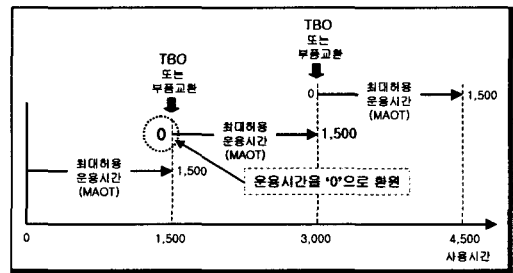 TBO
또는
부품교환
TBO
또는
부품교환
0
최대허용
운용시간
(MAOT)
1,500
0
최대허용
운용시간
(MAOT)
1,500
최대허용
운용시간
(MAOT)
1,500
운용시간을 '0'으로 환원
0
1,500
3,000
4,500
사용시간